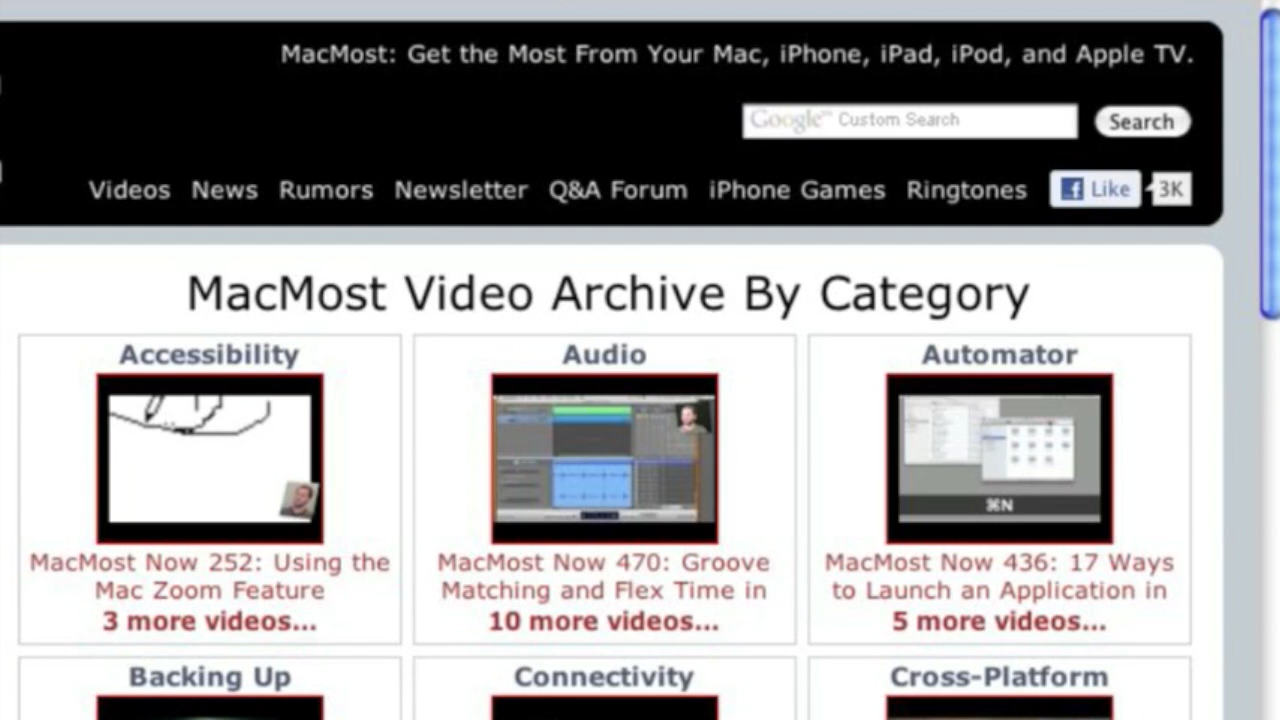 MacMost: Get the Most From Your Mac, iPhone, iPad, iPod, and Apple TV.
Google™ Custom Search
Search
Videos News Rumors Newsletter Q&A Forum iPhone Games Ringtones Like 3K
MacMost Video Archive By Category
Accessibility Audio Automator
⌘N
MacMost Now 252: Using the
Mac Zoom Feature
3 more videos...
MacMost Now 470: Groove
Matching and Flex Time in
10 more videos...
MacMost Now 436: 17 Ways
to Launch an Application in
5 more videos...
Backing Up Connectivity Cross-Platform